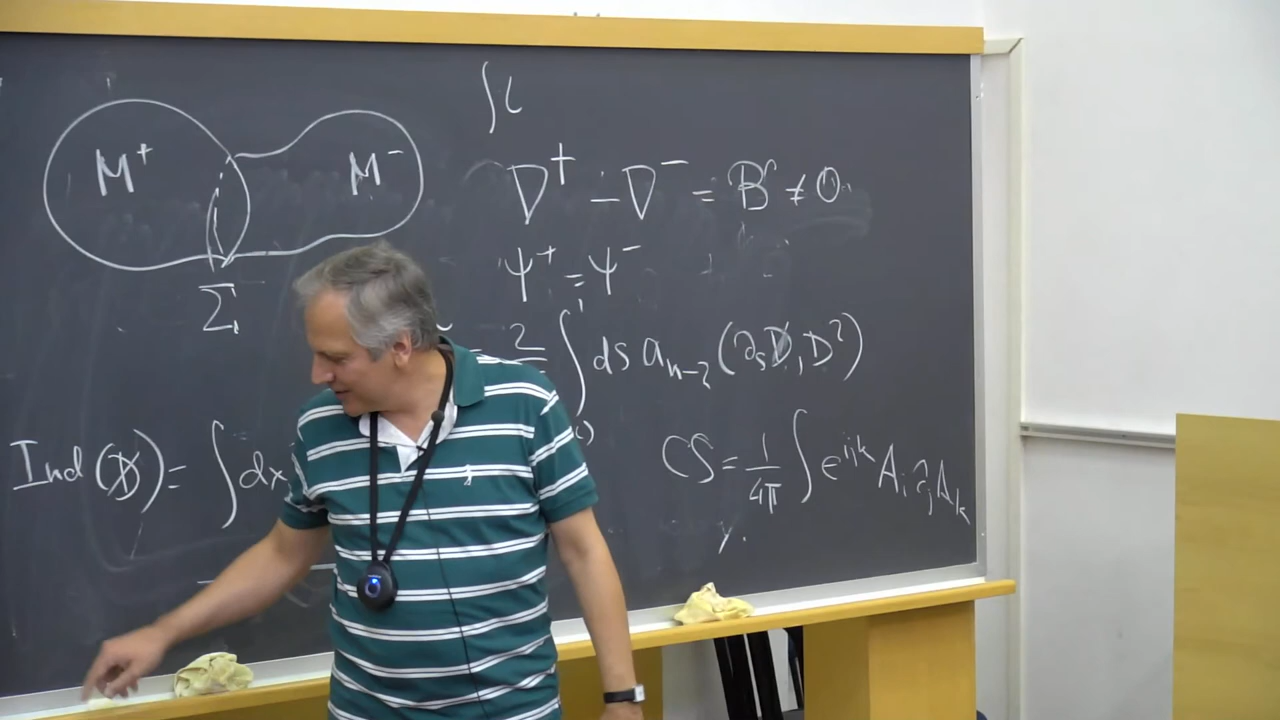 M⁺ M⁻
Σ
∫ L
∇⁺ − ∇⁻ = B ≠ 0
ψ⁺ = ψ⁻
= 2 ∫ ds a_{n-2} (∂_s D, D²)
Ind (D̸) = ∫ dx
CS = 1/4π ∫ e^{ijk} A_i ∂_j A_k